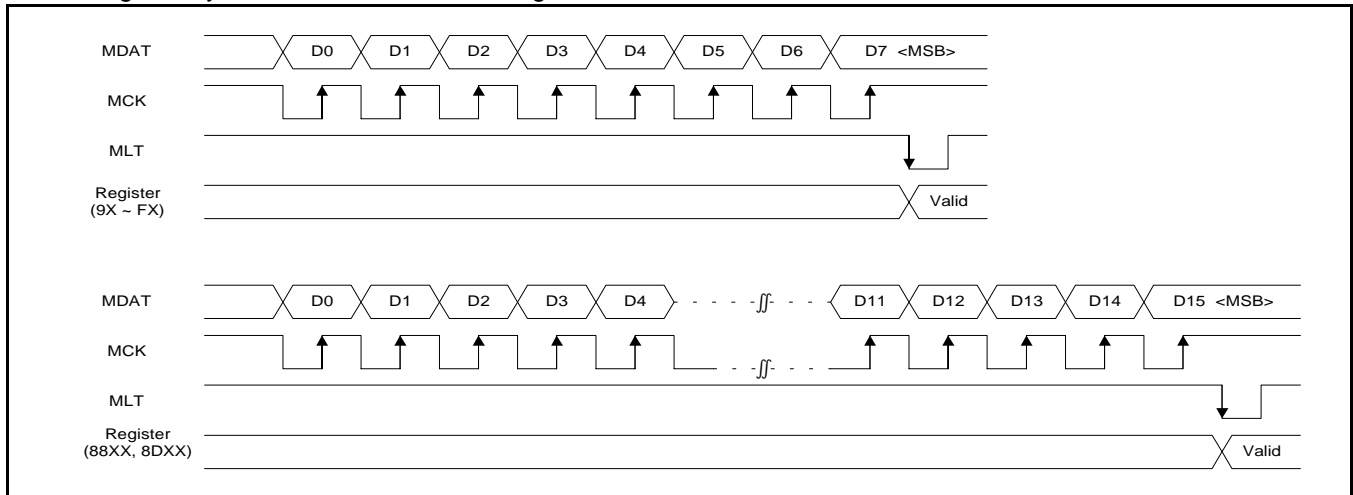 MDAT D0 D1 D2 D3 D4 D5 D6 D7 <MSB>
MCK
MLT
Register
(9X ~ FX)
Valid
MDAT D0 D1 D2 D3 D4 D11 D12 D13 D14 D15 <MSB>
MCK
MLT
Register
(88XX, 8DXX)
Valid